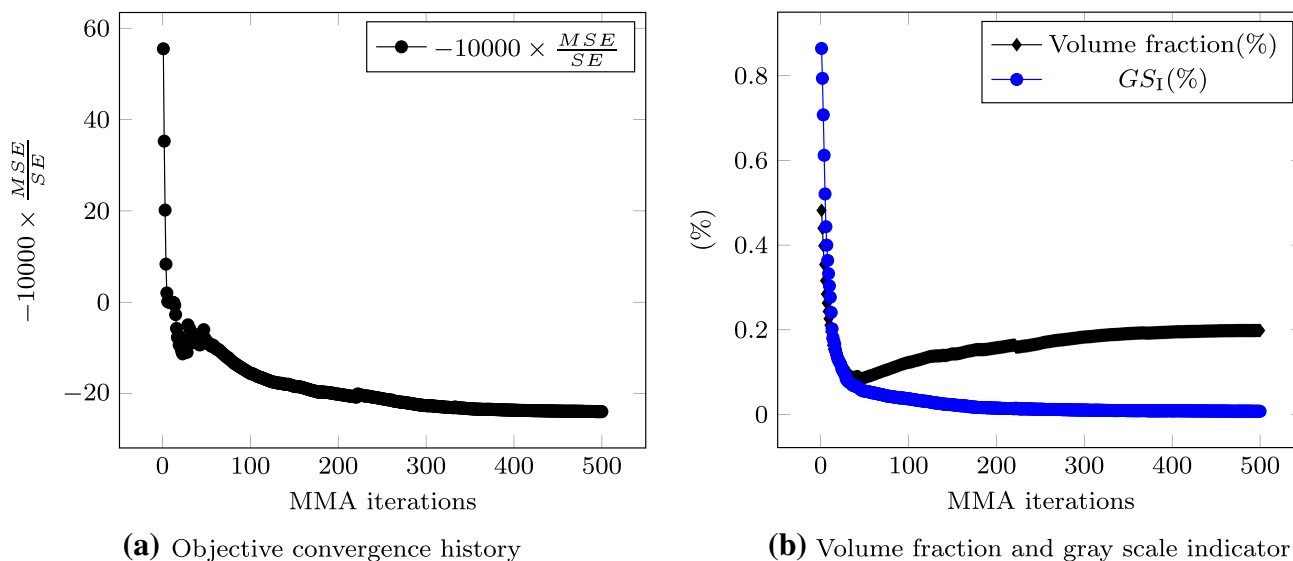 60
40
20
0
−20
0 100 200 300 400 500
MMA iterations
−10000 × MSE/SE
−10000 × MSE/SE
(a) Objective convergence history
0.8
0.6
0.4
0.2
0
0 100 200 300 400 500
MMA iterations
(%)
Volume fraction(%)
GS_I(%)
(b) Volume fraction and gray scale indicator